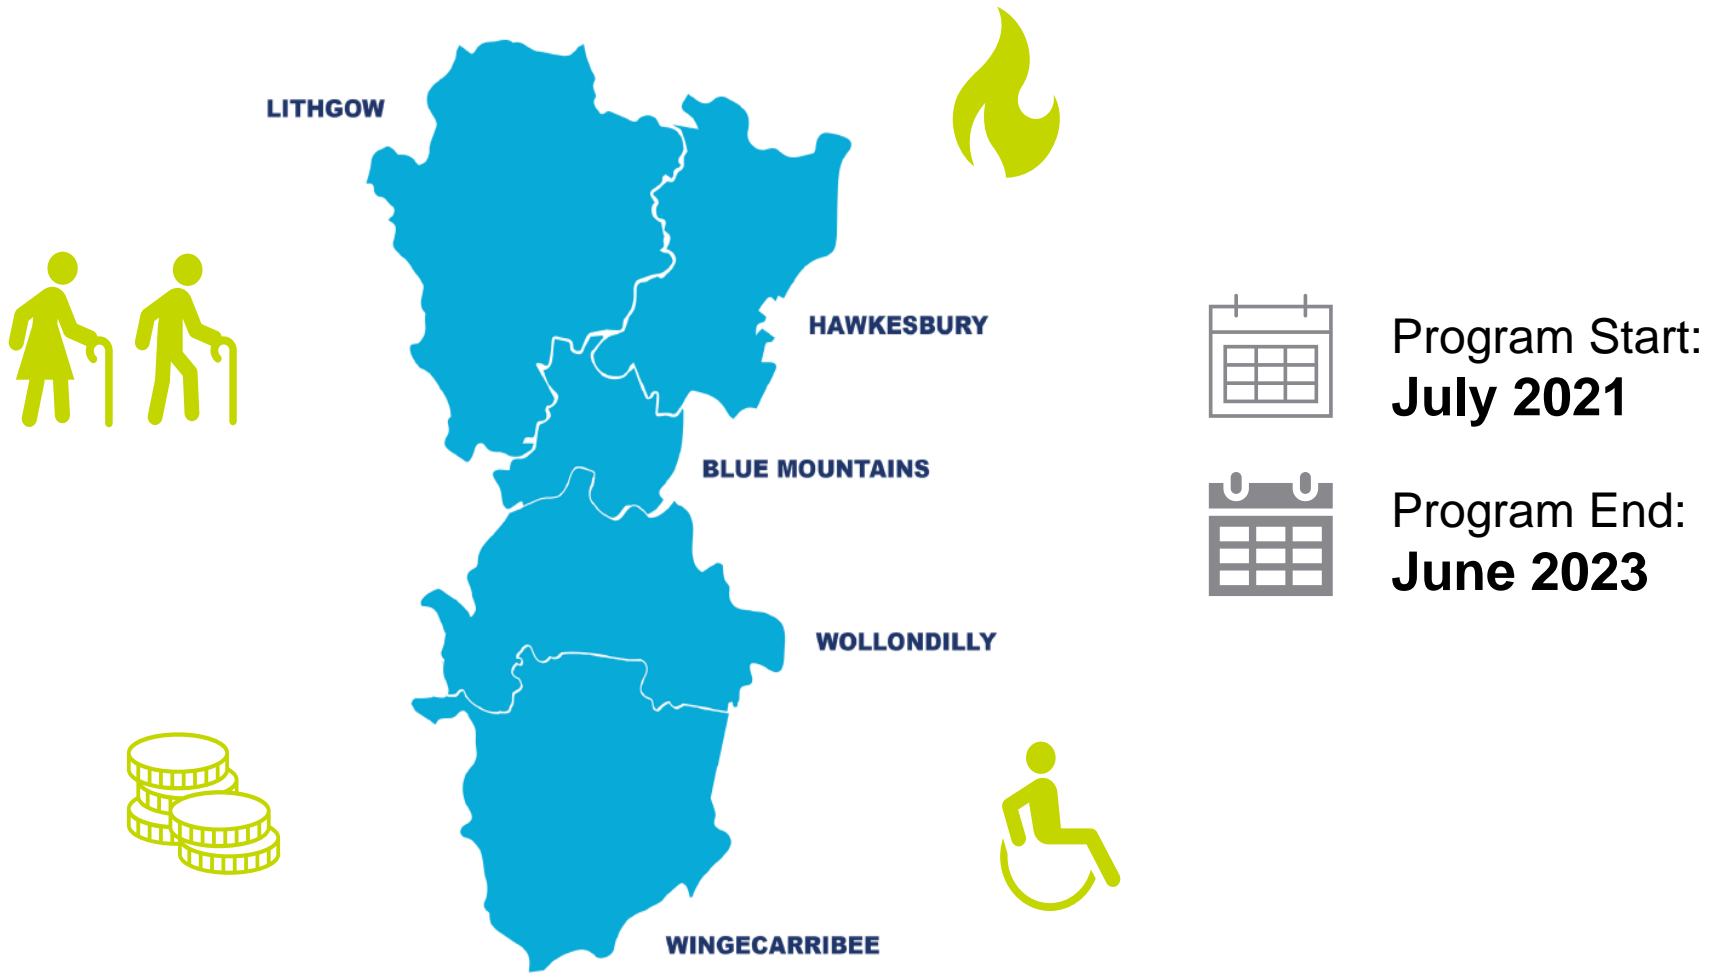 LITHGOW
HAWKESBURY
BLUE MOUNTAINS
WOLLONDILLY
WINGECARRIBEE
Program Start:
July 2021
Program End:
June 2023